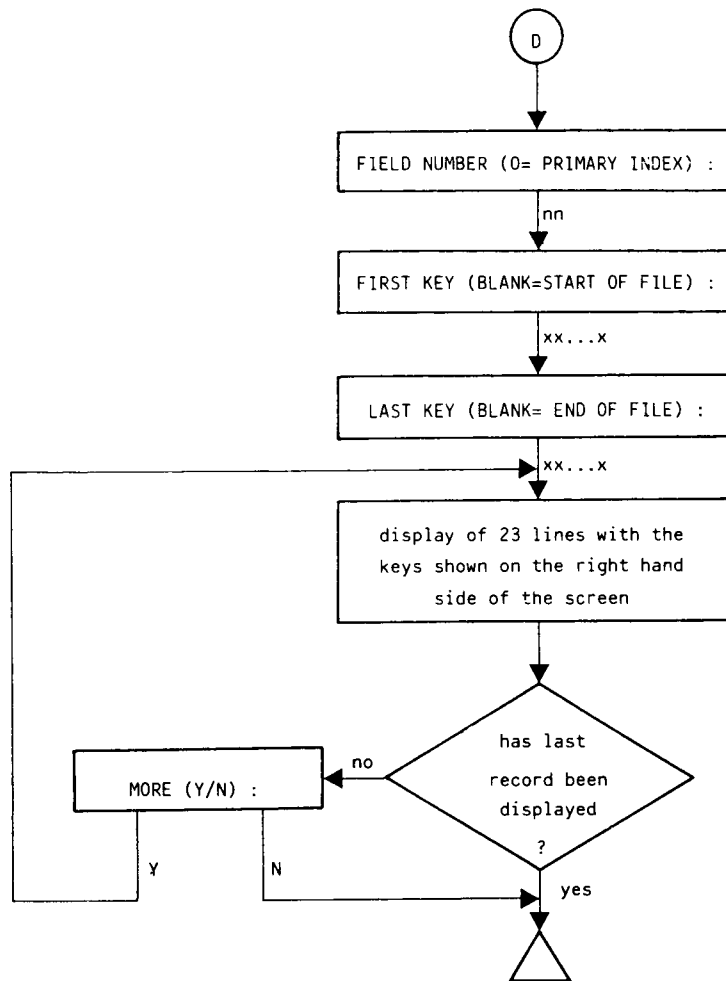 D
FIELD NUMBER (0= PRIMARY INDEX) :
nn
FIRST KEY (BLANK=START OF FILE) :
xx...x
LAST KEY (BLANK= END OF FILE) :
xx...x
display of 23 lines with the
keys shown on the right hand
side of the screen
has last
record been
displayed
?
no
MORE (Y/N) :
Y
N
yes